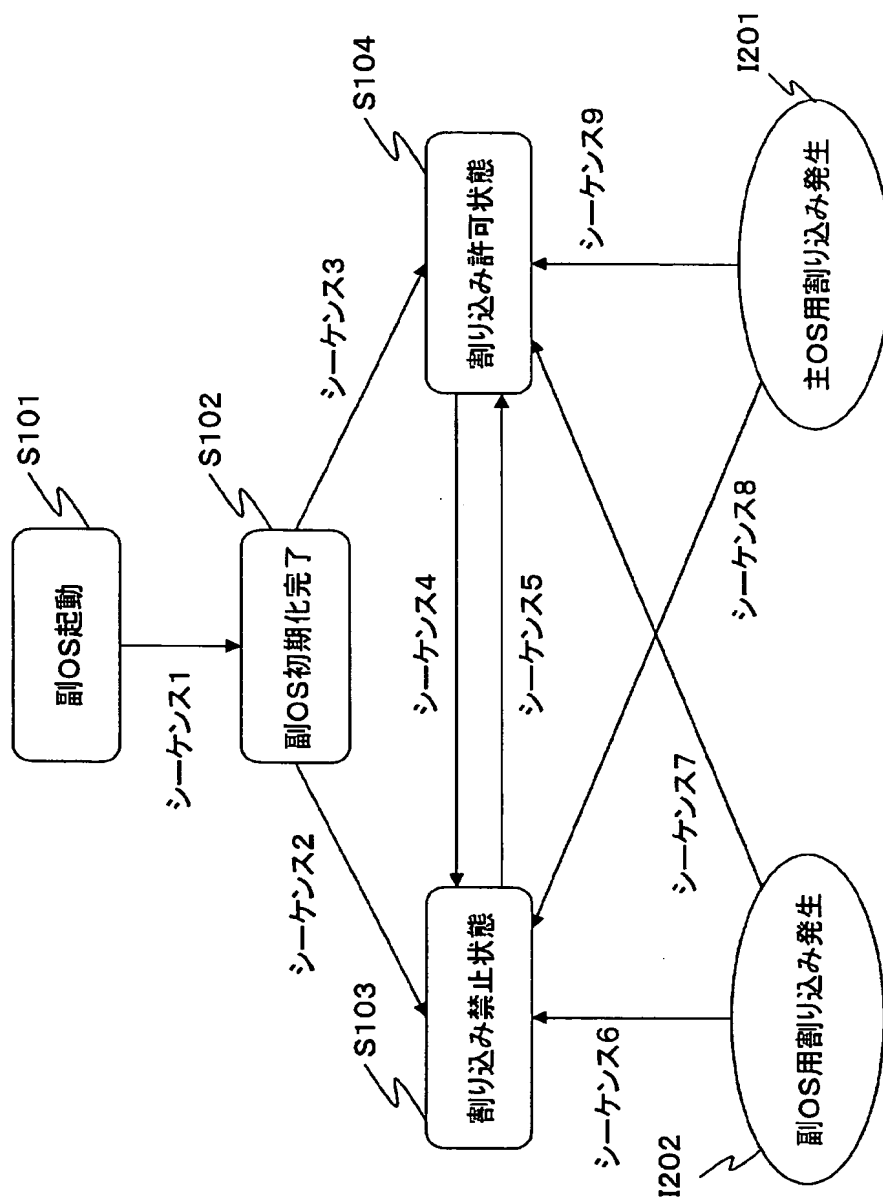 S101
副OS起動
シーケンス1
S102
副OS初期化完了
シーケンス2
シーケンス3
S103
割り込み禁止状態
S104
割り込み許可状態
シーケンス4
シーケンス5
シーケンス6
シーケンス7
シーケンス8
シーケンス9
I202
副OS用割り込み発生
I201
主OS用割り込み発生